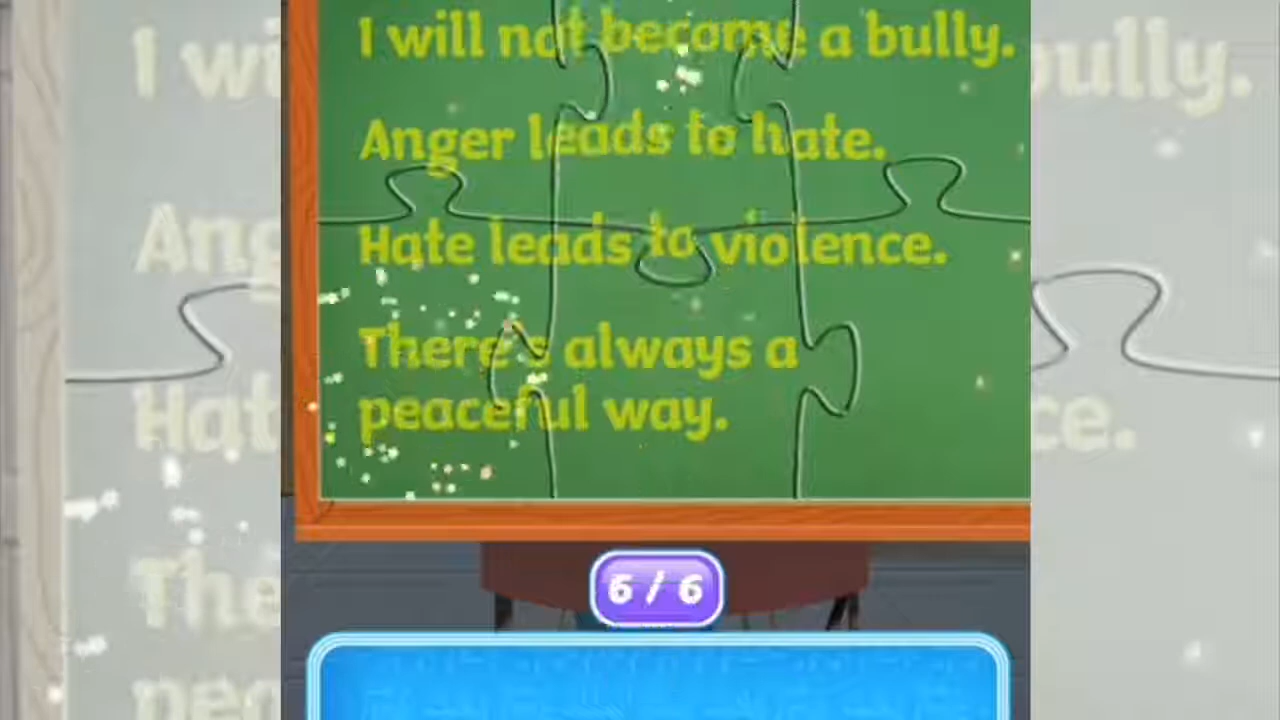 I will not become a bully.
Anger leads to hate.
Hate leads to violence.
There's always a
peaceful way.
6 / 6